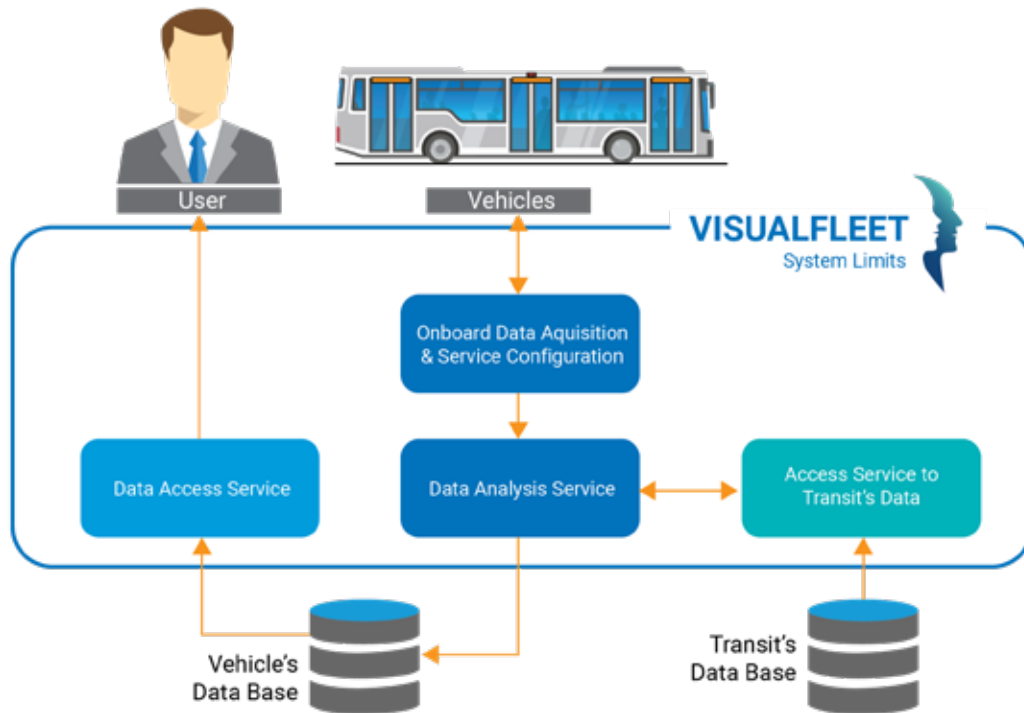 User
Vehicles
VISUALFLEET
System Limits
Onboard Data Aquisition
& Service Configuration
Data Access Service
Data Analysis Service
Access Service to
Transit's Data
Vehicle's
Data Base
Transit's
Data Base